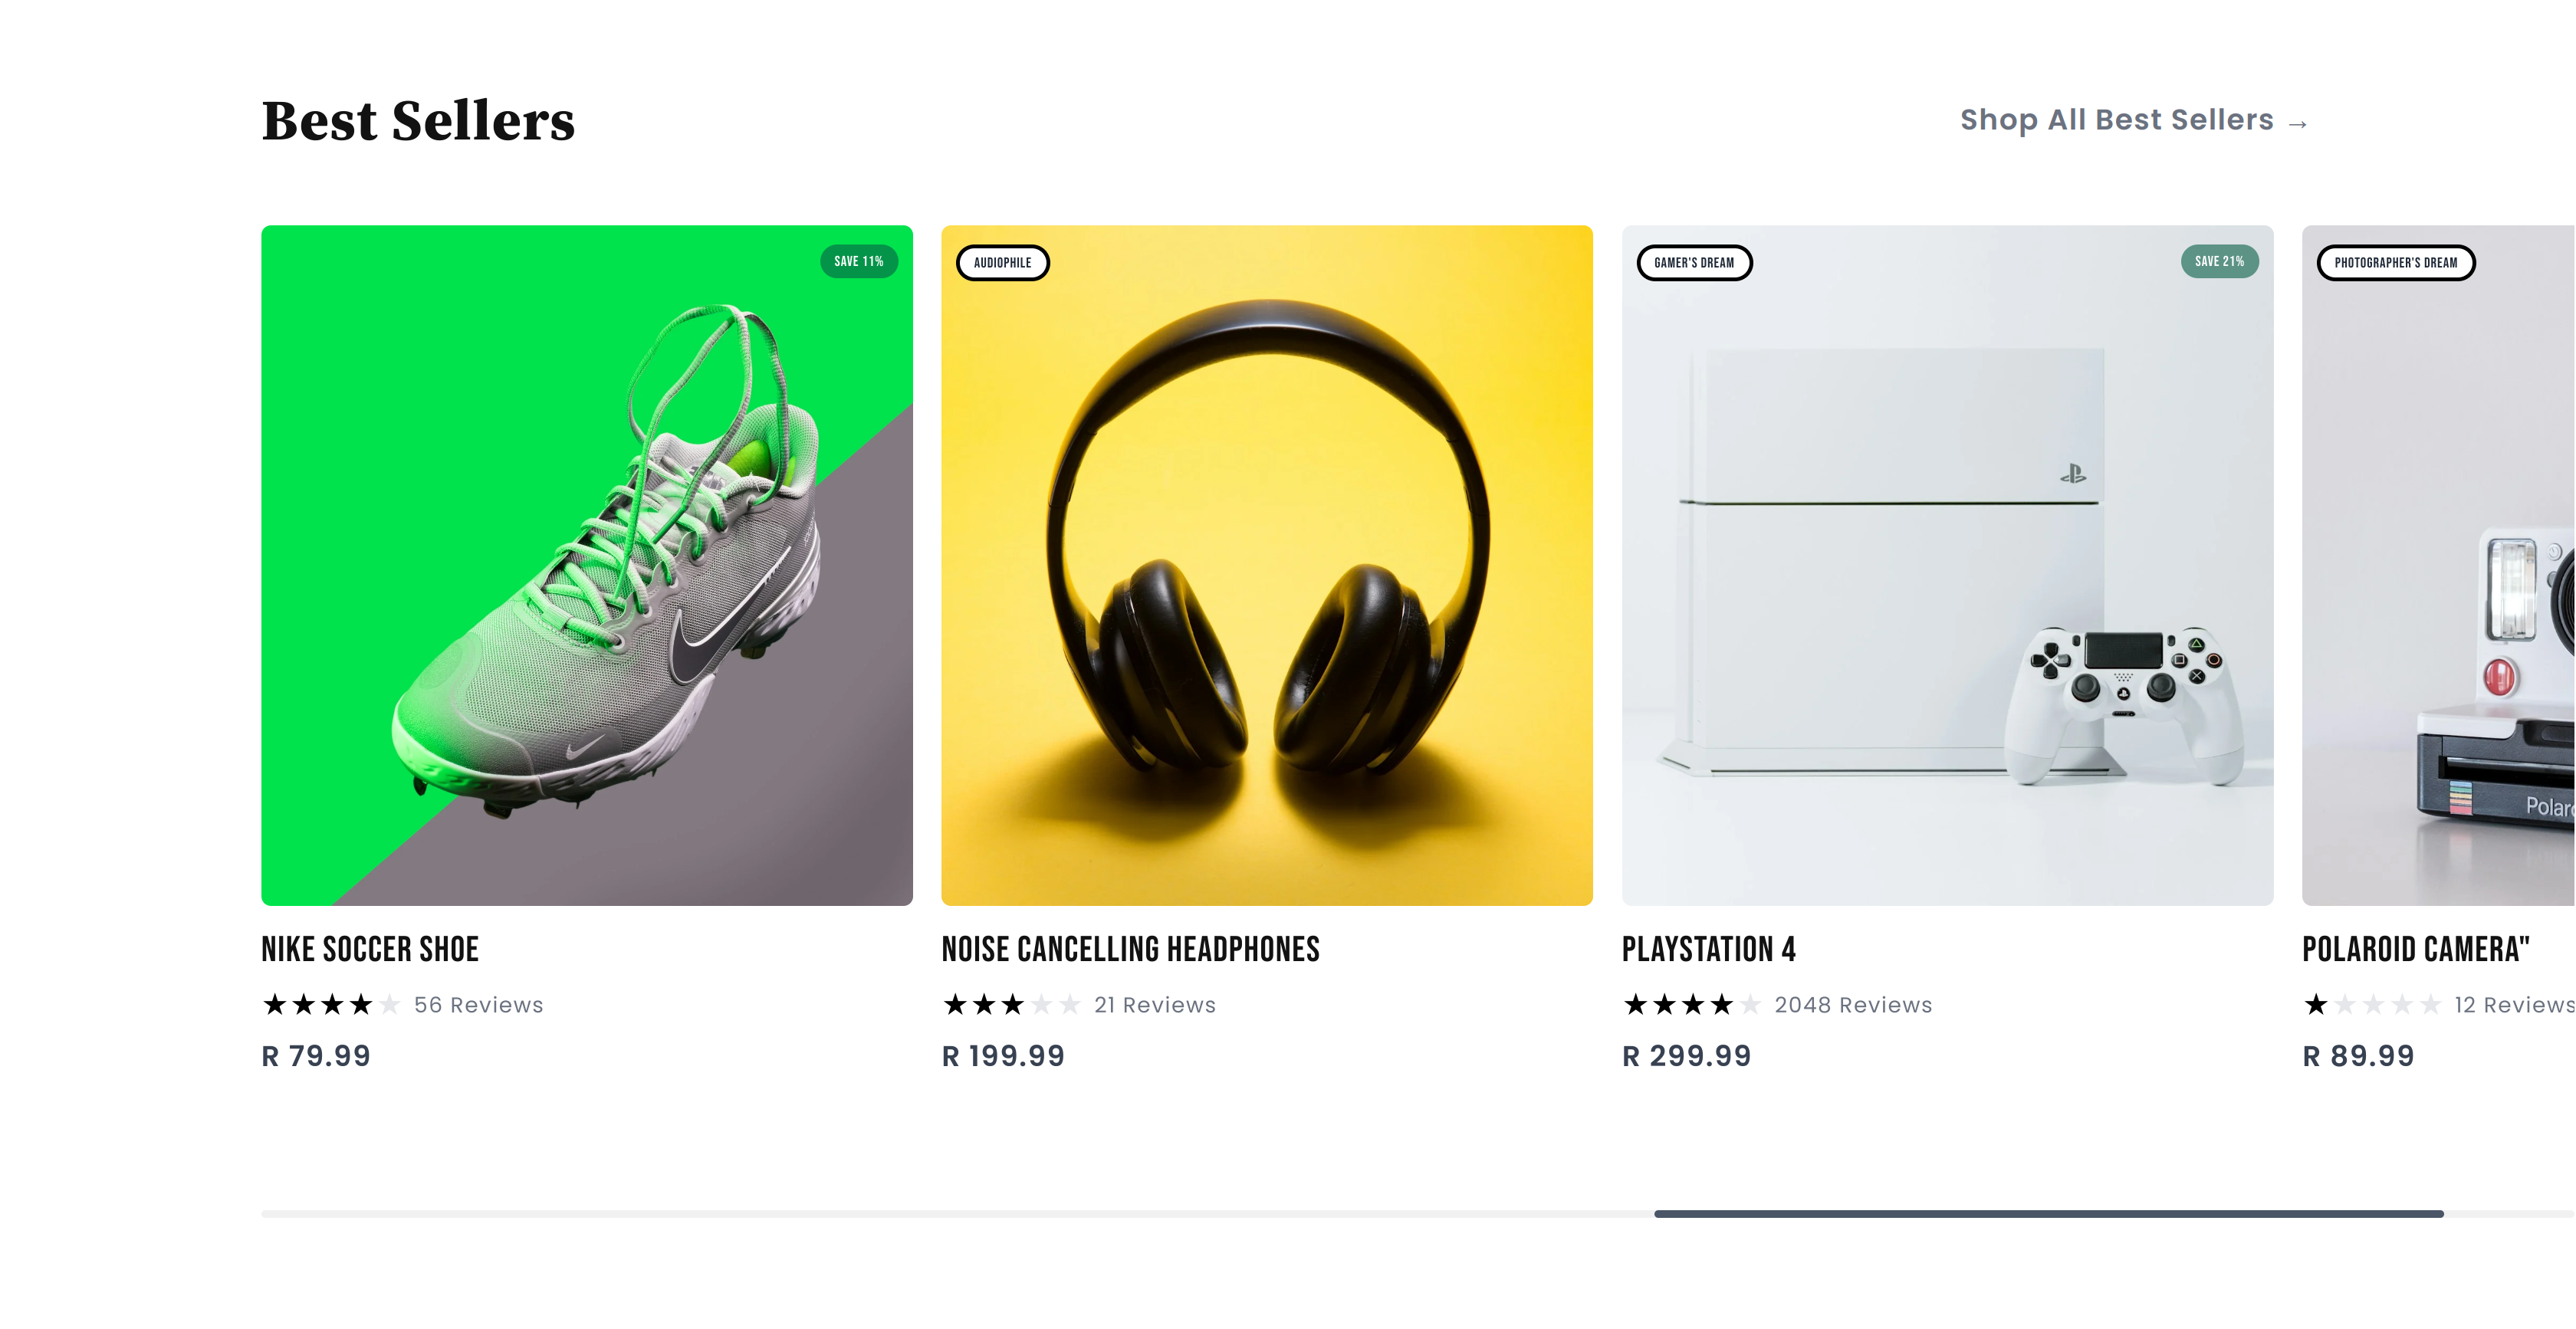 Best Sellers
Shop All Best Sellers →
SAVE 11%
AUDIOPHILE
GAMER'S DREAM
SAVE 21%
PHOTOGRAPHER'S DREAM
NIKE SOCCER SHOE
56 Reviews
R 79.99
NOISE CANCELLING HEADPHONES
21 Reviews
R 199.99
PLAYSTATION 4
2048 Reviews
R 299.99
Polaro
POLAROID CAMERA"
12 Reviews
R 89.99